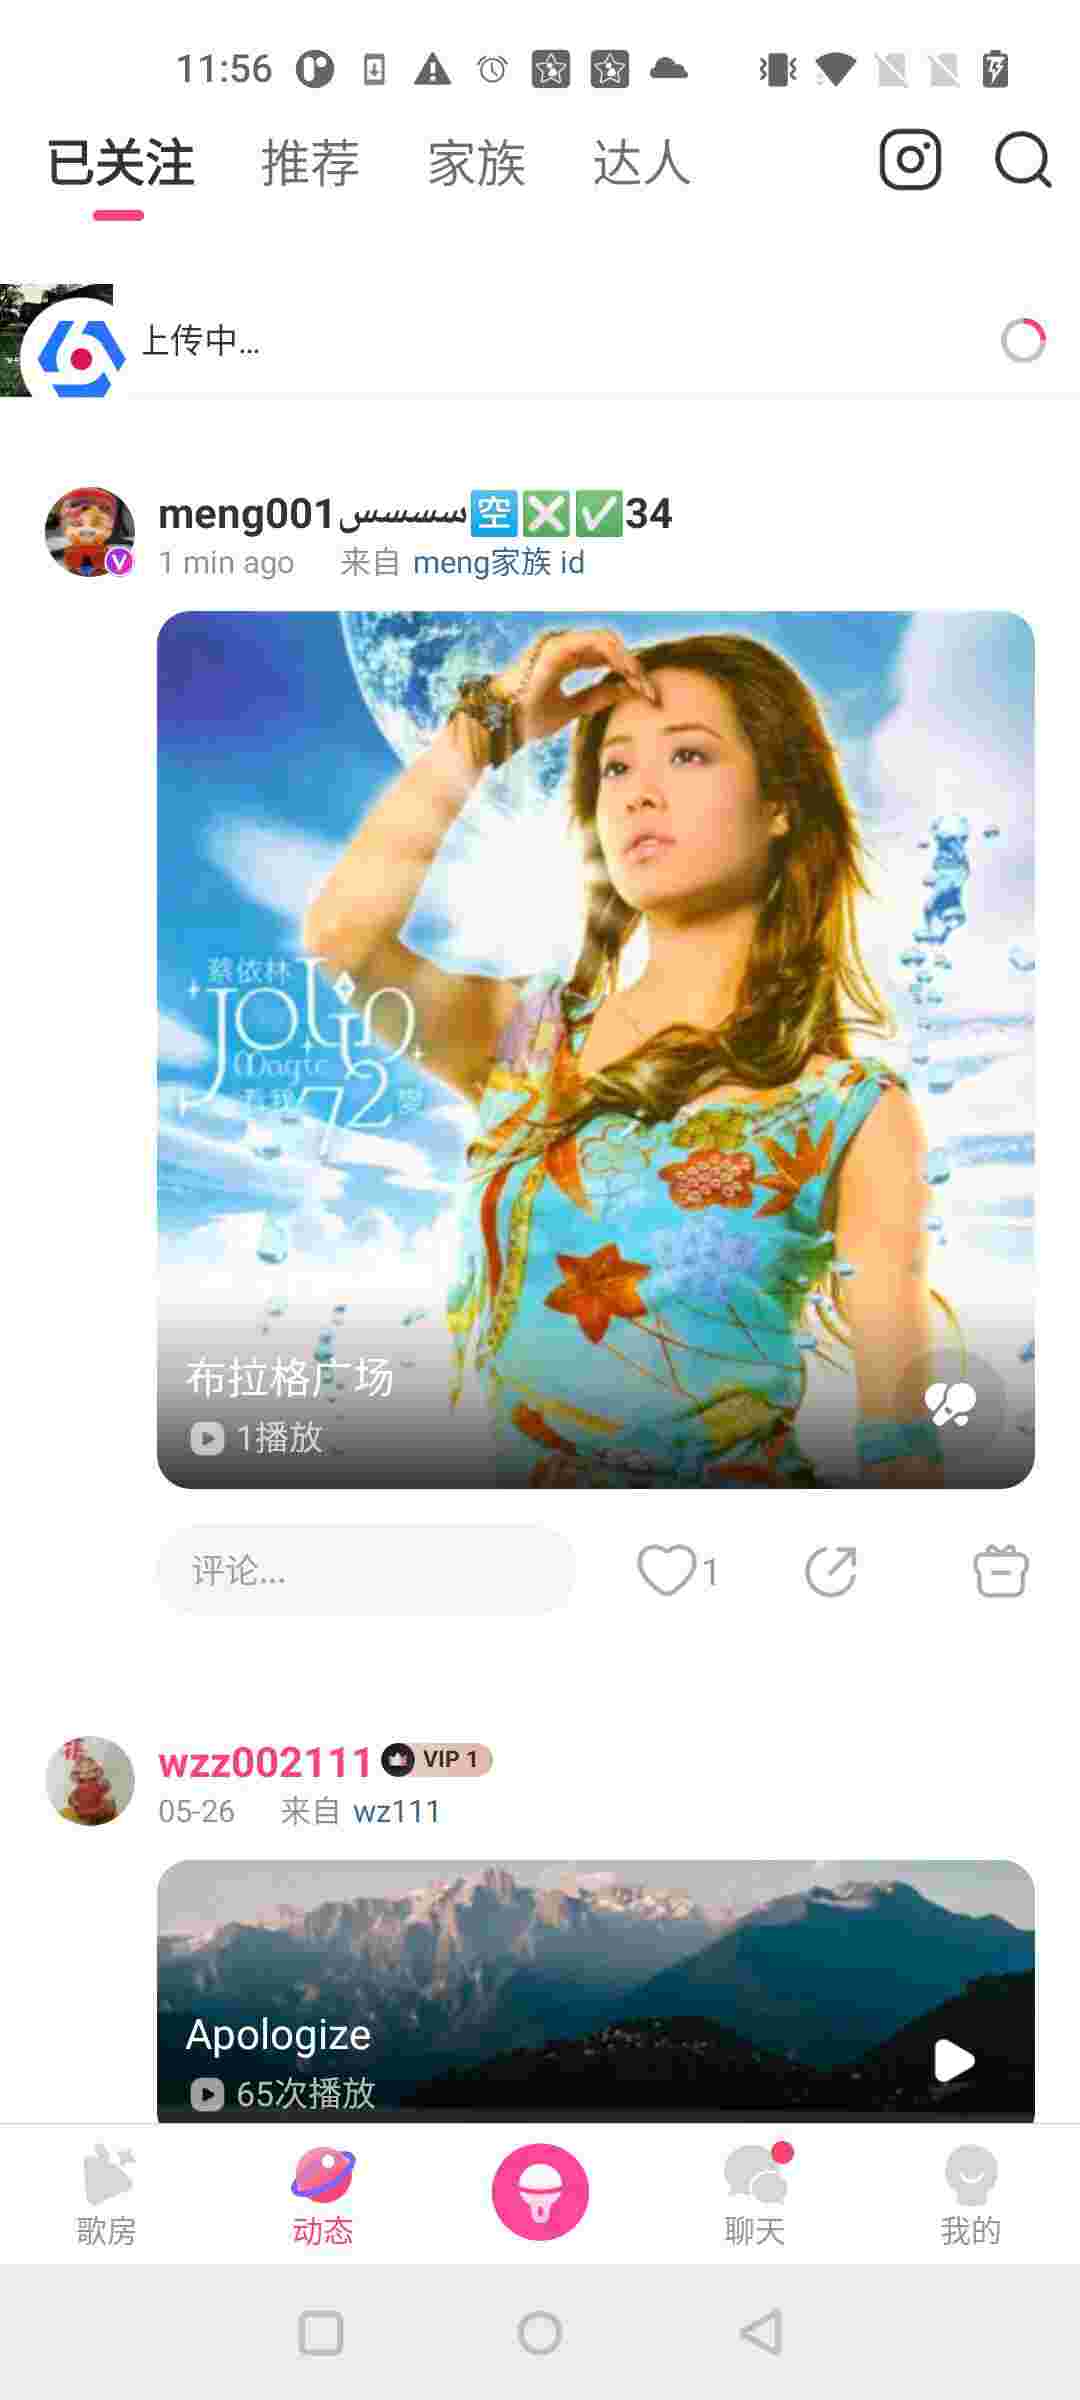 11:56
已关注 推荐 家族 达人
上传中...
meng001سسسس空❎✅34
1 min ago 来自 meng家族 id
蔡依林
Jolin
Magic
看我72變
布拉格广场
1播放
评论... 1
wzz002111 VIP 1
05-26 来自 wz111
Apologize
65次播放
歌房 动态 聊天 我的